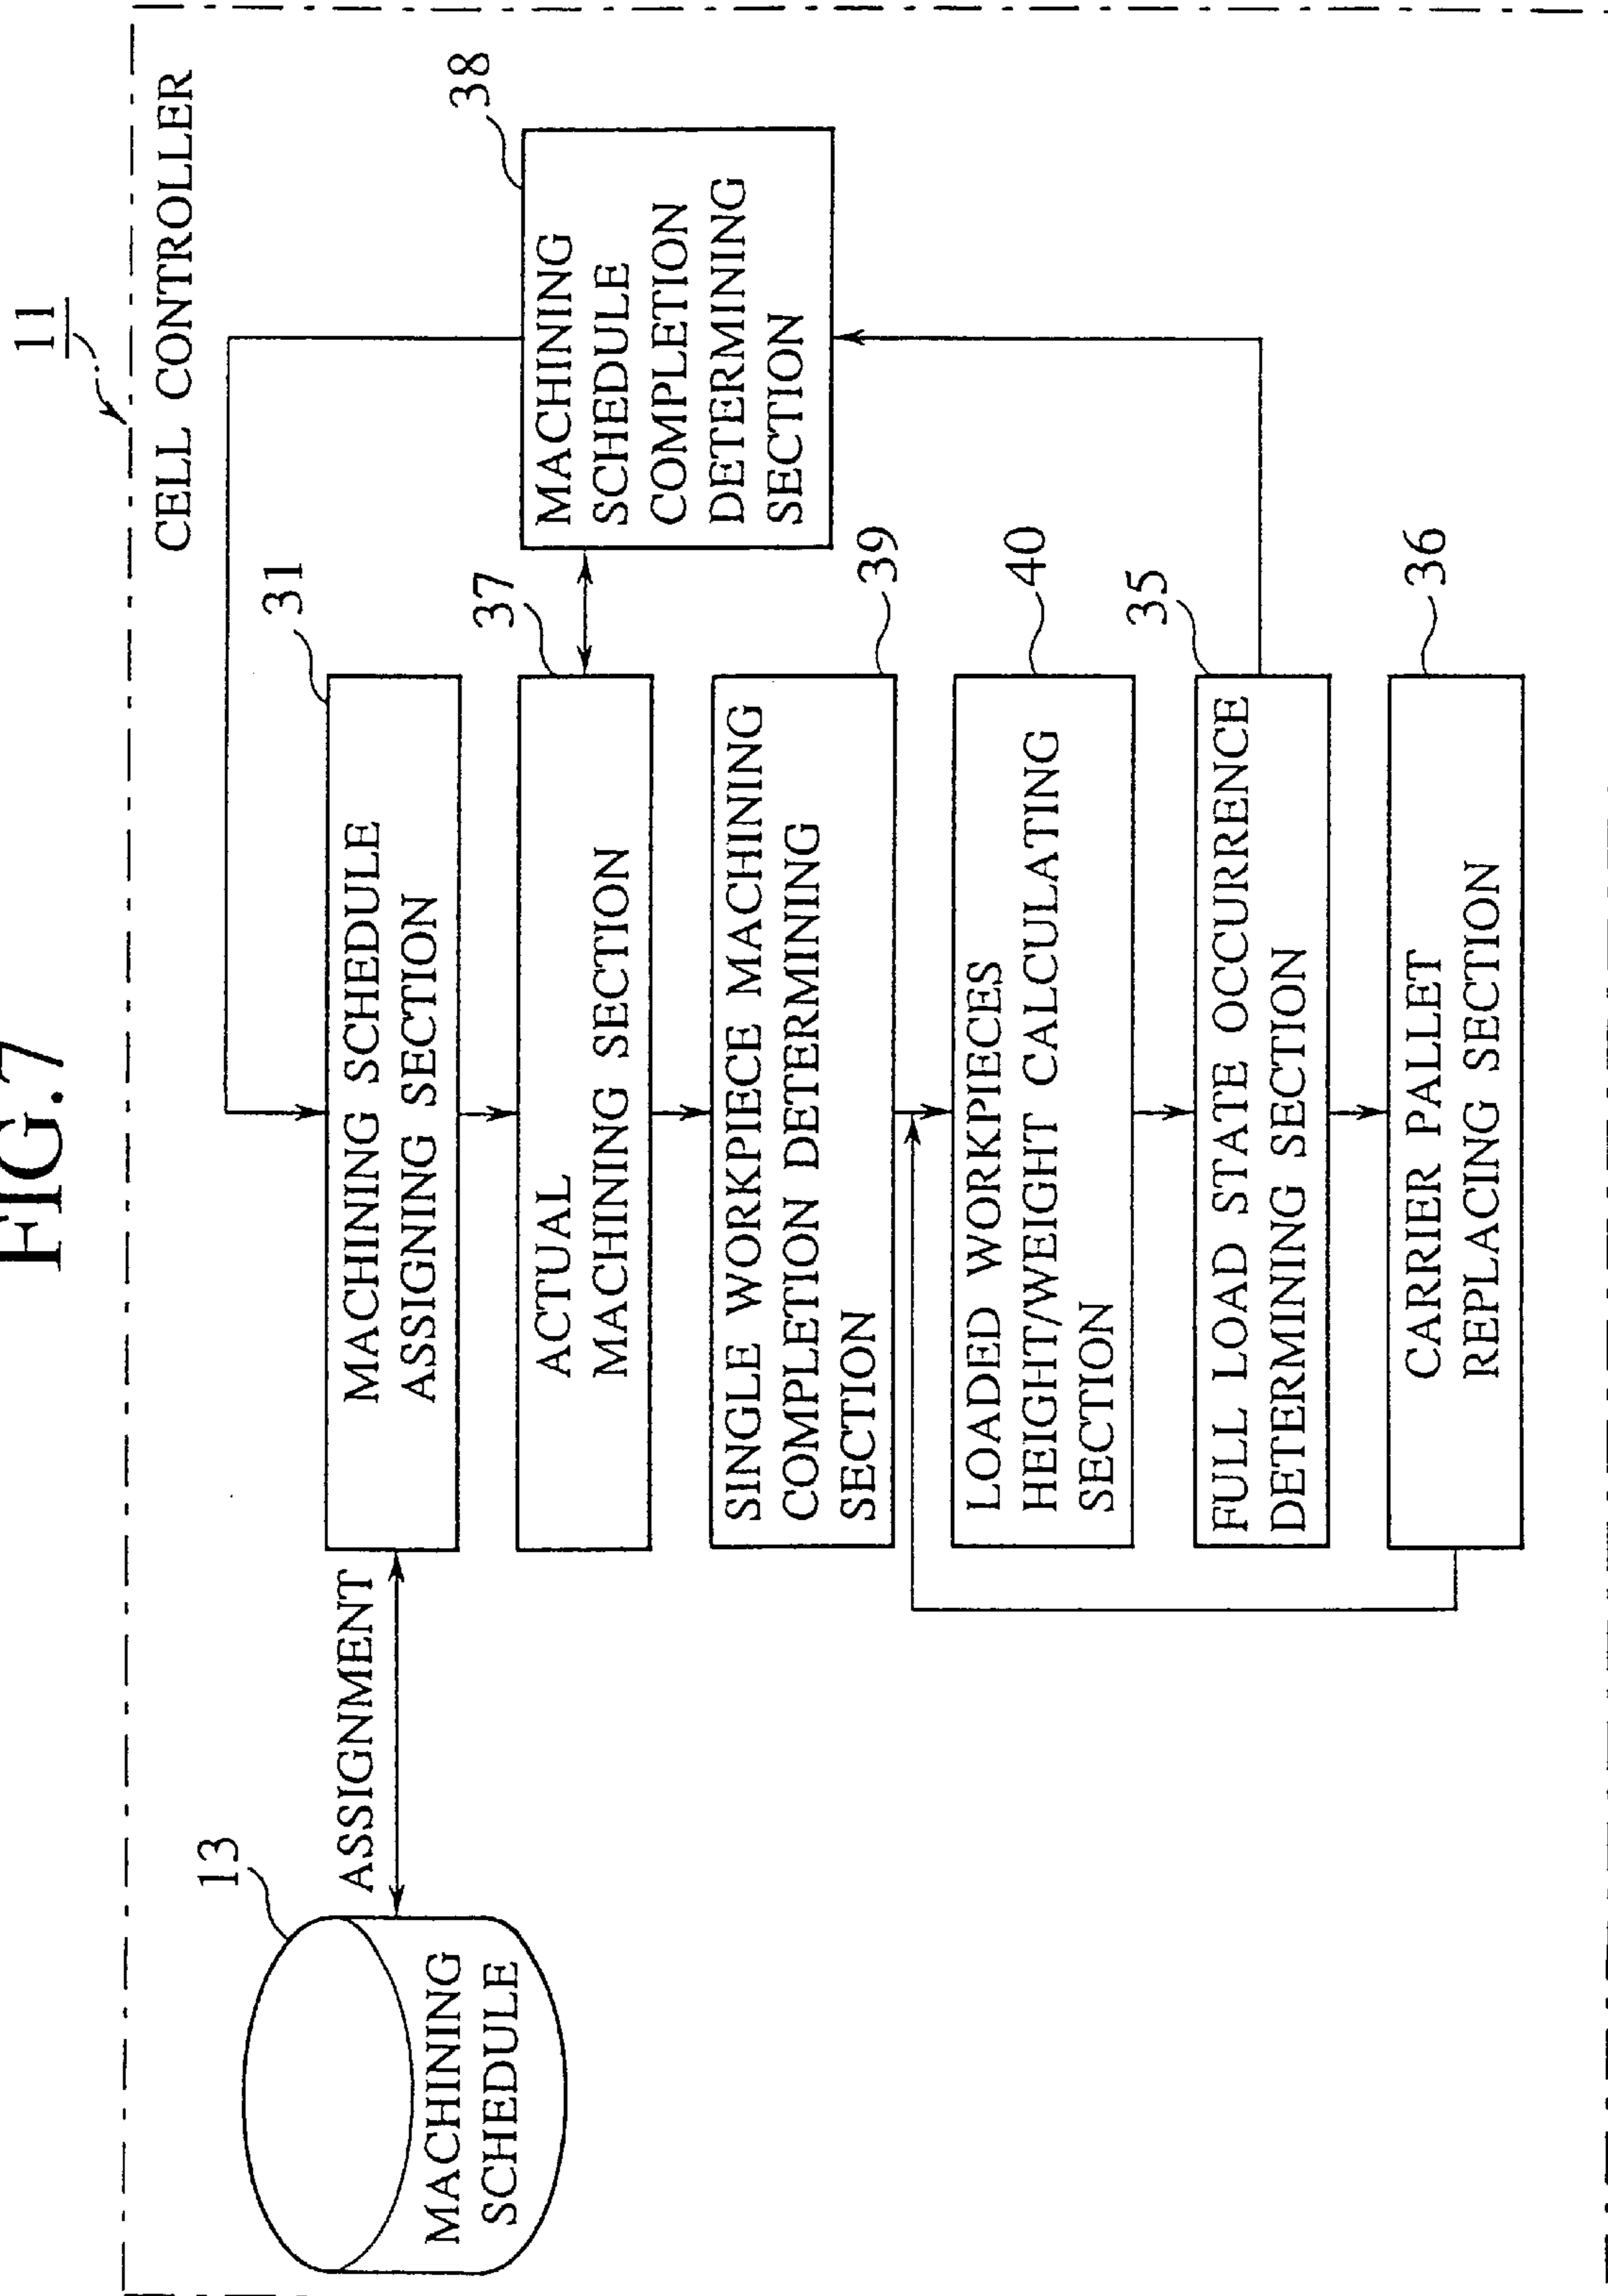 FIG.7
11
CELL CONTROLLER
13
MACHINING
SCHEDULE
ASSIGNMENT
31
MACHINING SCHEDULE
ASSIGNING SECTION
37
ACTUAL
MACHINING SECTION
38
MACHINING
SCHEDULE
COMPLETION
DETERMINING
SECTION
39
SINGLE WORKPIECE MACHINING
COMPLETION DETERMINING
SECTION
40
LOADED WORKPIECES
HEIGHT/WEIGHT CALCULATING
SECTION
35
FULL LOAD STATE OCCURRENCE
DETERMINING SECTION
36
CARRIER PALLET
REPLACING SECTION